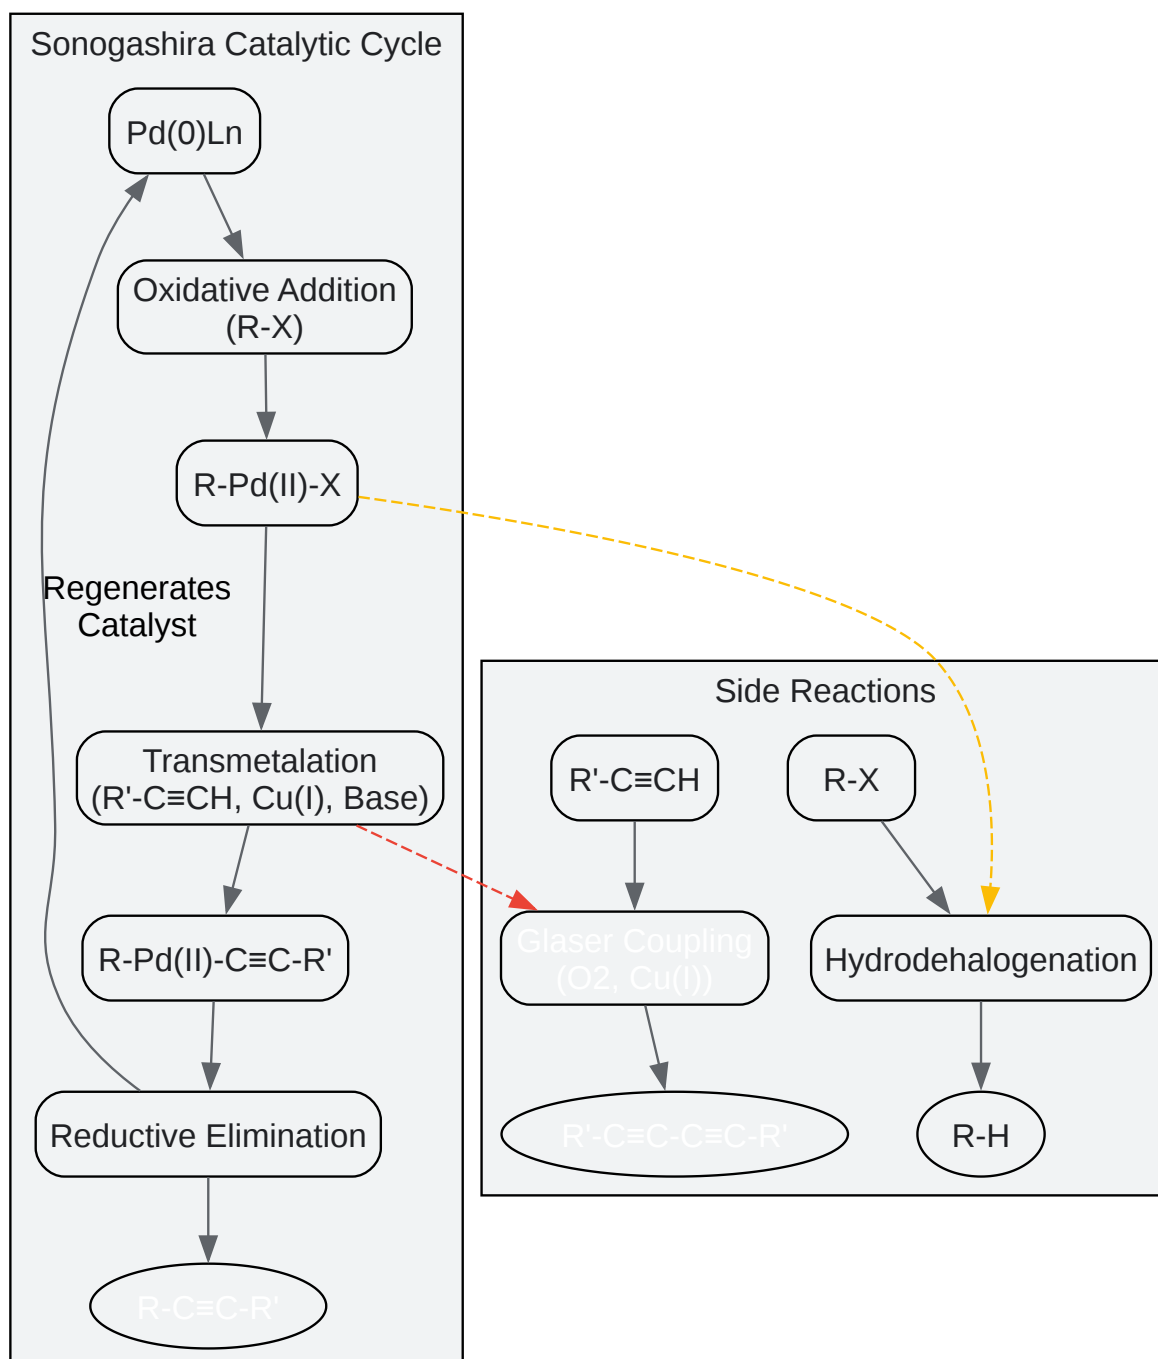 Sonogashira Catalytic Cycle
Pd(0)Ln
Oxidative Addition
(R-X)
R-Pd(II)-X
Regenerates
Catalyst
Transmetalation
(R'-C≡CH, Cu(I), Base)
R-Pd(II)-C≡C-R'
Reductive Elimination
R-C≡C-R'
Side Reactions
R'-C≡CH
R-X
Glaser Coupling
(O2, Cu(I))
Hydrodehalogenation
R'-C≡C-C≡C-R'
R-H